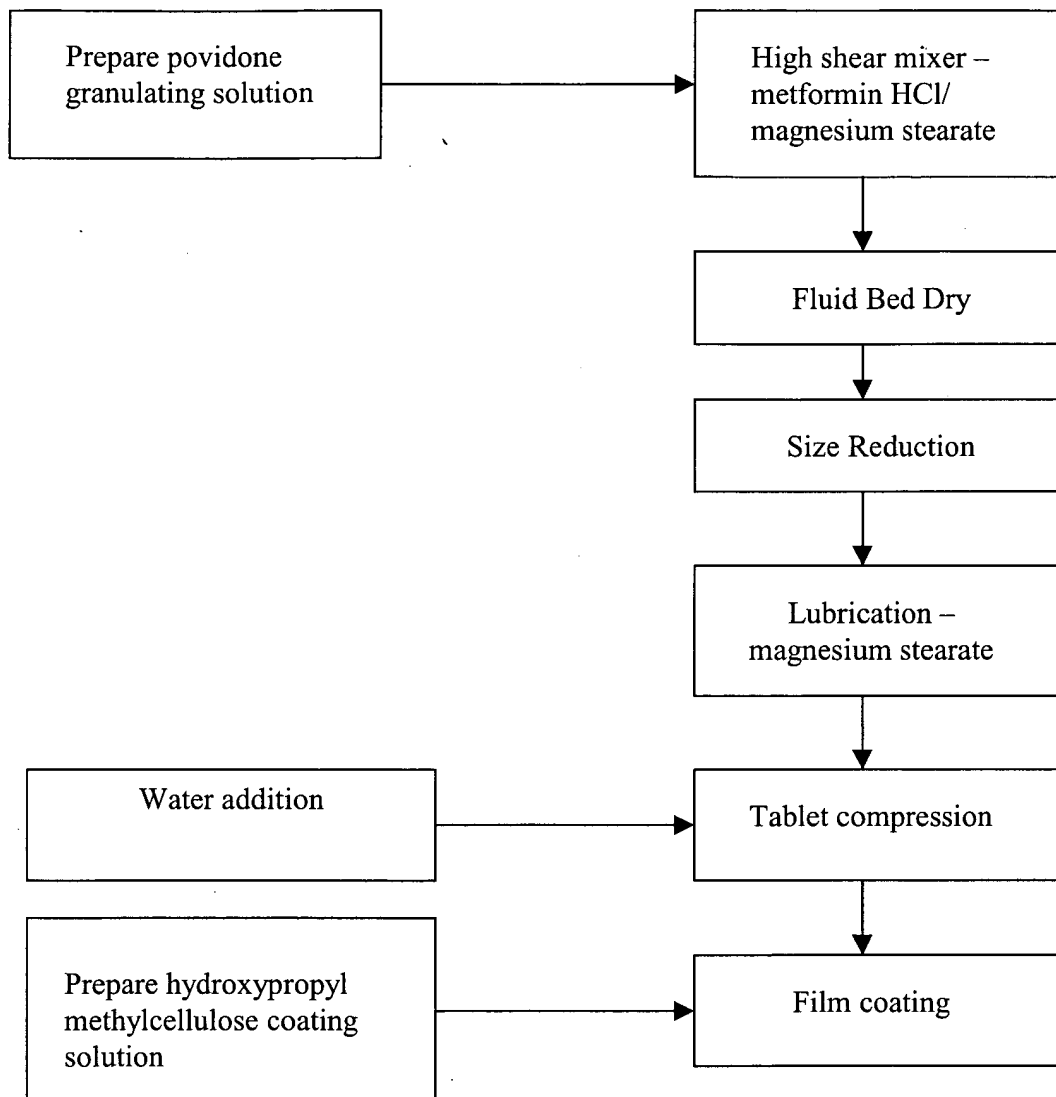 Prepare povidone
granulating solution
High shear mixer –
metformin HCl/
magnesium stearate
Fluid Bed Dry
Size Reduction
Lubrication –
magnesium stearate
Water addition
Tablet compression
Prepare hydroxypropyl
methylcellulose coating
solution
Film coating